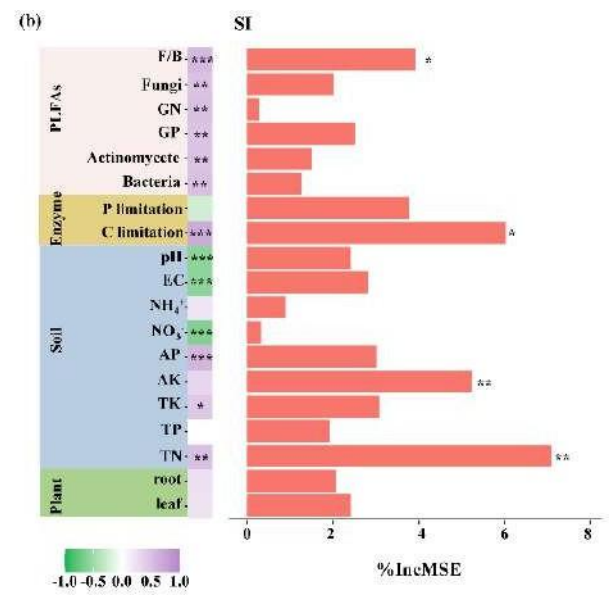 (b)
SI
PLFAs
F/B ***
*
Fungi **
GN **
GP **
Actinomycete **
Bacteria **
Enzyme
P limitation
C limitation ***
*
Soil
pH ***
EC ***
NH4+
NO3- ***
AP ***
AK
**
TK *
TP
TN **
**
Plant
root
leaf
0 2 4 6 8
%IncMSE
-1.0 -0.5 0.0 0.5 1.0